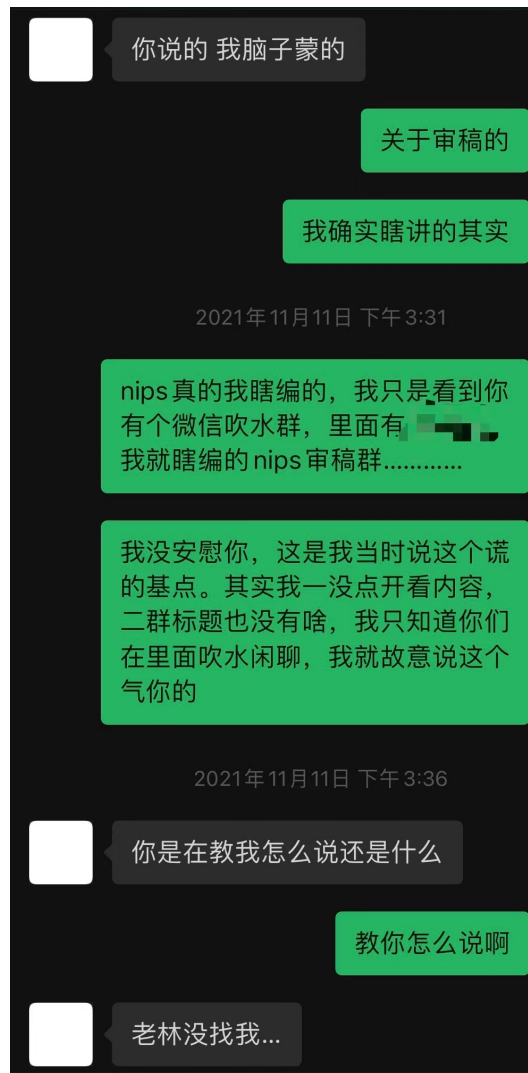 你说的 我脑子蒙的
关于审稿的
我确实瞎讲的其实
2021年11月11日 下午3:31
nips真的我瞎编的，我只是看到你
有个微信吹水群，里面有
我就瞎编的nips审稿群…………
我没安慰你，这是我当时说这个谎
的基点。其实我一没点开看内容，
二群标题也没有啥，我只知道你们
在里面吹水闲聊，我就故意说这个
气你的
2021年11月11日 下午3:36
你是在教我怎么说还是什么
教你怎么说啊
老林没找我...